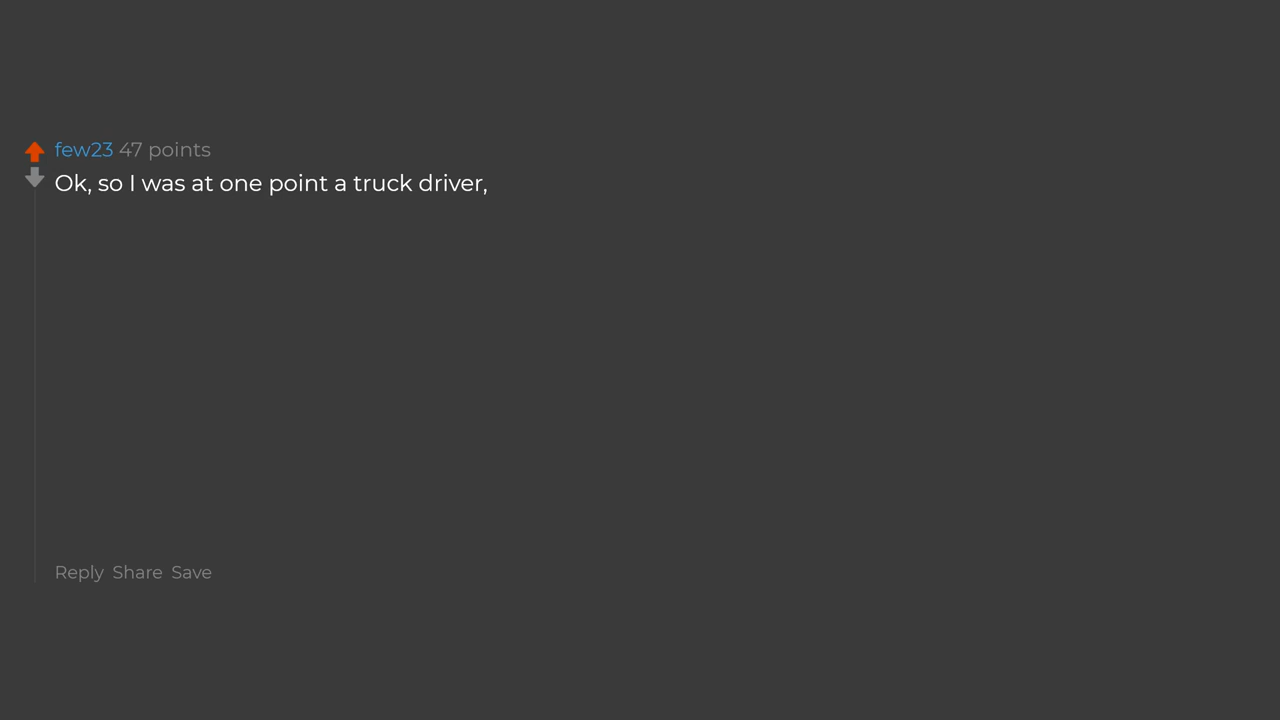 few23 47 points
Ok, so I was at one point a truck driver,
Reply Share Save